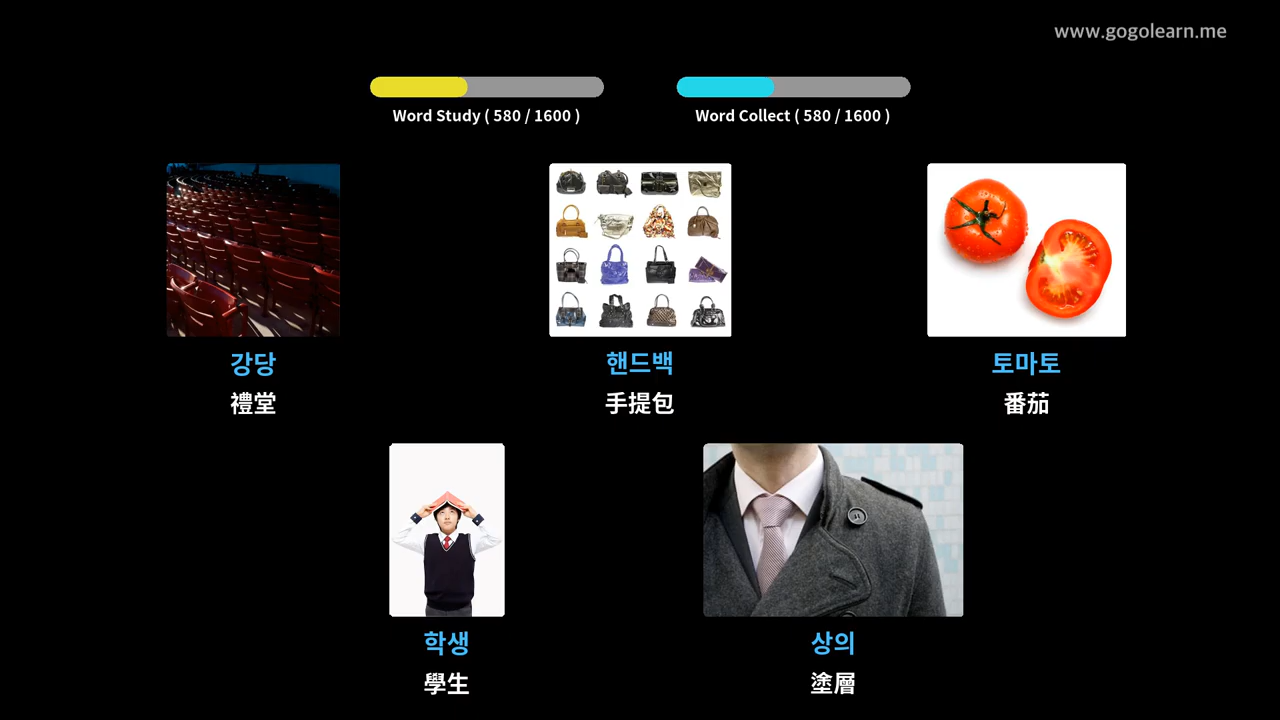 www.gogolearn.me
Word Study ( 580 / 1600 )
Word Collect ( 580 / 1600 )
강당
핸드백
토마토
禮堂
手提包
番茄
학생
상의
學生
塗層